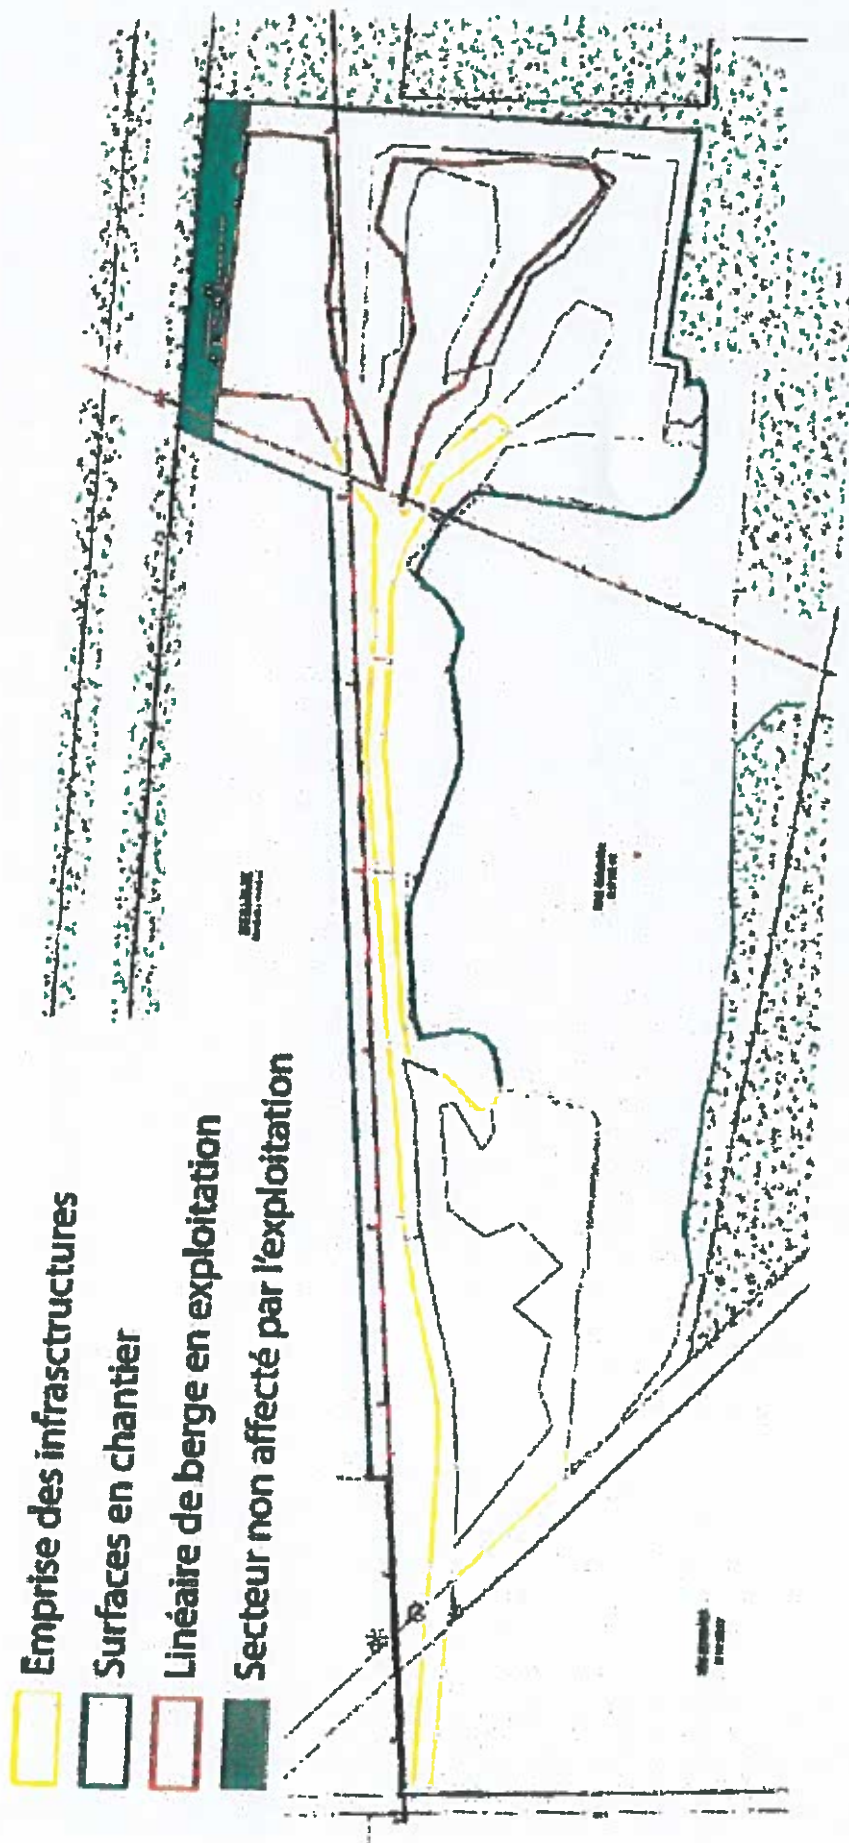 Emprise des infrasctructures
Surfaces en chantier
Linéaire de berge en exploitation
Secteur non affecté par l'exploitation